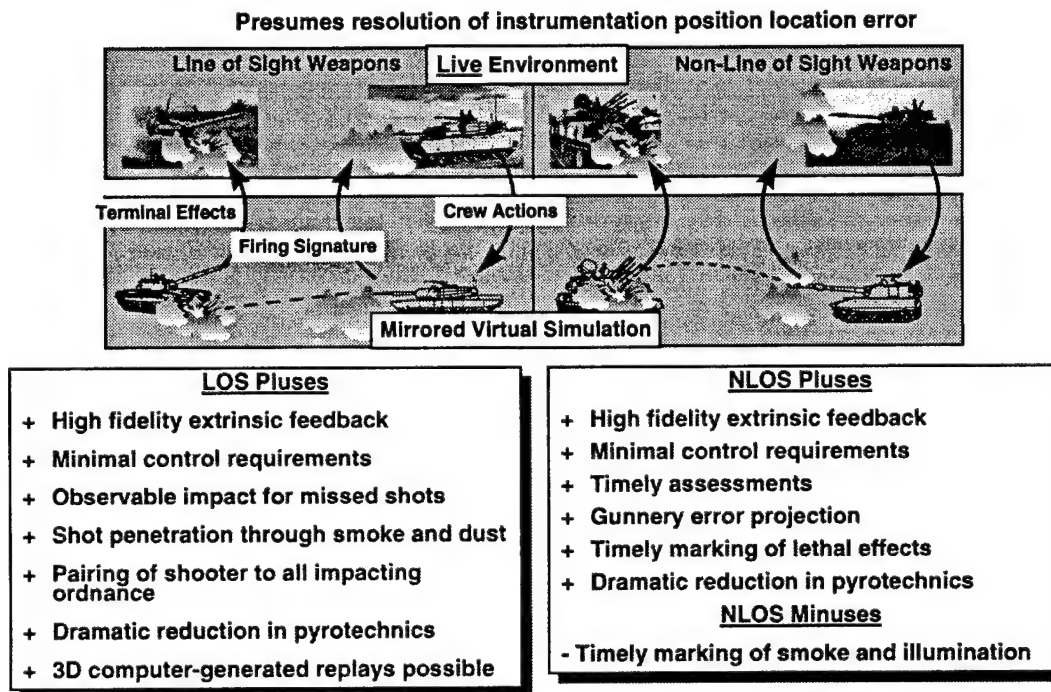 Presumes resolution of instrumentation position location error
Line of Sight Weapons
Live Environment
Non-Line of Sight Weapons
Terminal Effects
Crew Actions
Firing Signature
Mirrored Virtual Simulation
LOS Pluses
+ High fidelity extrinsic feedback
+ Minimal control requirements
+ Observable impact for missed shots
+ Shot penetration through smoke and dust
+ Pairing of shooter to all impacting
ordnance
+ Dramatic reduction in pyrotechnics
+ 3D computer-generated replays possible
NLOS Pluses
+ High fidelity extrinsic feedback
+ Minimal control requirements
+ Timely assessments
+ Gunnery error projection
+ Timely marking of lethal effects
+ Dramatic reduction in pyrotechnics
NLOS Minuses
- Timely marking of smoke and illumination